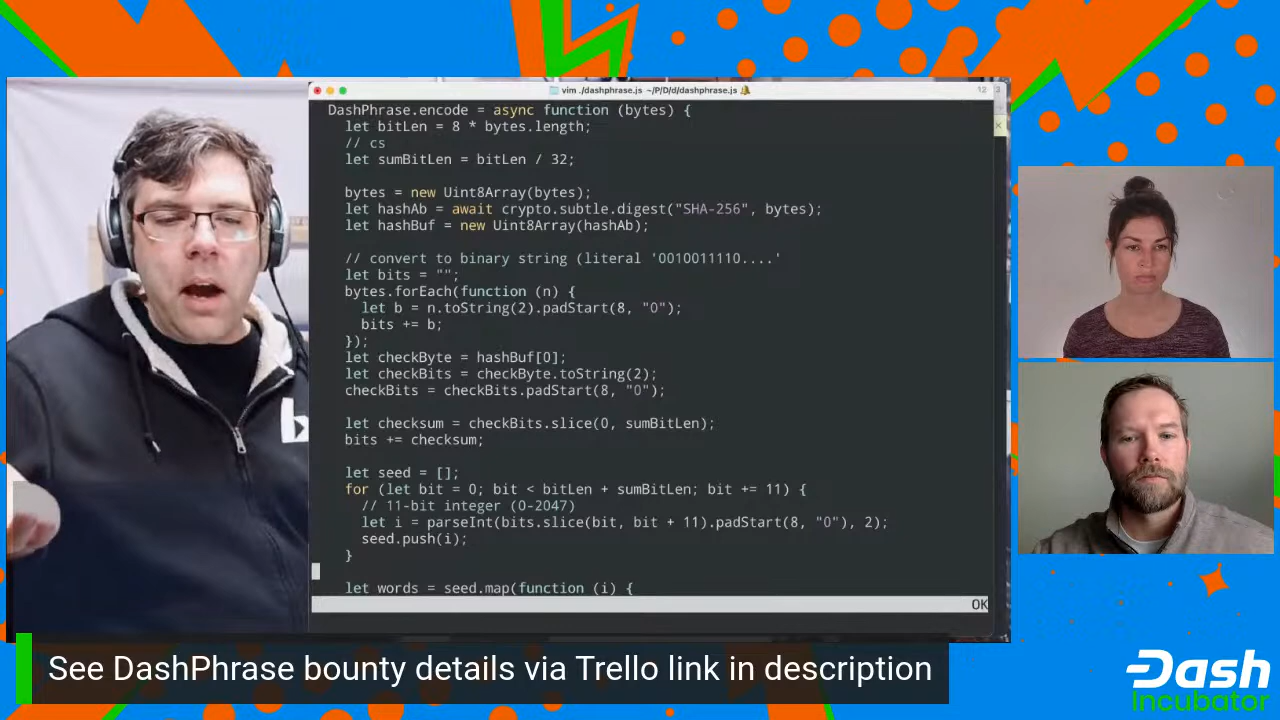 vim ./dashphrase.js ~/P/D/d/dashphrase.js
DashPhrase.encode = async function (bytes) {
let bitLen = 8 * bytes.length;
// cs
let sumBitLen = bitLen / 32;
bytes = new Uint8Array(bytes);
let hashAb = await crypto.subtle.digest("SHA-256", bytes);
let hashBuf = new Uint8Array(hashAb);
// convert to binary string (literal '0010011110....'
let bits = "";
bytes.forEach(function (n) {
let b = n.toString(2).padStart(8, "0");
bits += b;
});
let checkByte = hashBuf[0];
let checkBits = checkByte.toString(2);
checkBits = checkBits.padStart(8, "0");
let checksum = checkBits.slice(0, sumBitLen);
bits += checksum;
let seed = [];
for (let bit = 0; bit < bitLen + sumBitLen; bit += 11) {
// 11-bit integer (0-2047)
let i = parseInt(bits.slice(bit, bit + 11).padStart(8, "0"), 2);
seed.push(i);
}
let words = seed.map(function (i) {
OK
See DashPhrase bounty details via Trello link in description
Dash
Incubator